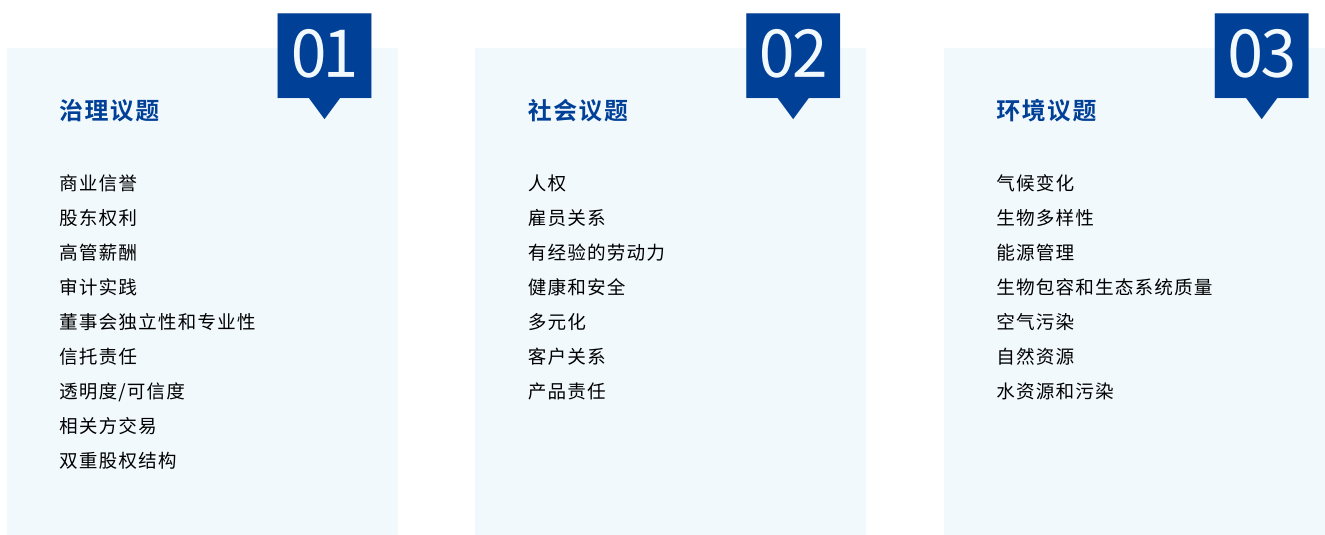 01
治理议题
商业信誉
股东权利
高管薪酬
审计实践
董事会独立性和专业性
信托责任
透明度/可信度
相关方交易
双重股权结构
02
社会议题
人权
雇员关系
有经验的劳动力
健康和安全
多元化
客户关系
产品责任
03
环境议题
气候变化
生物多样性
能源管理
生物包容和生态系统质量
空气污染
自然资源
水资源和污染